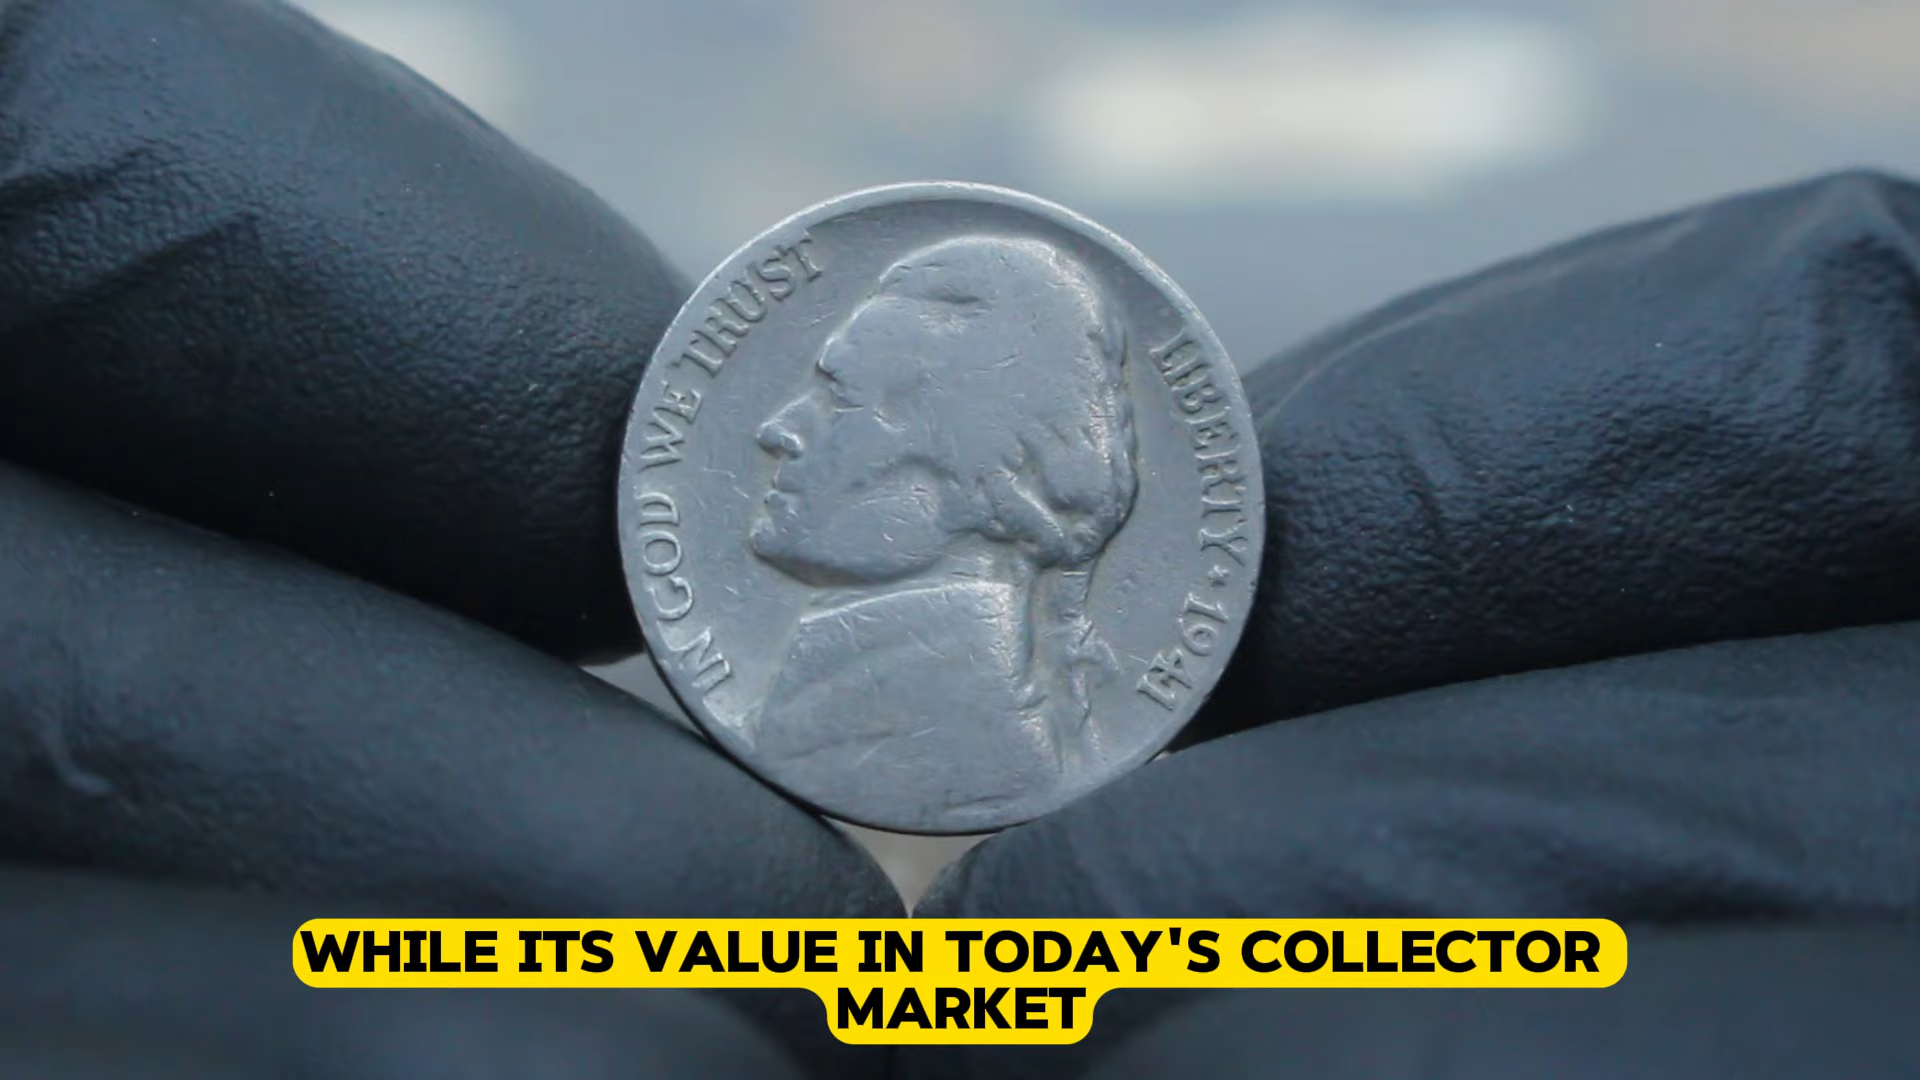 IN GOD WE TRUST
LIBERTY ★ 1941
WHILE ITS VALUE IN TODAY'S COLLECTOR
MARKET